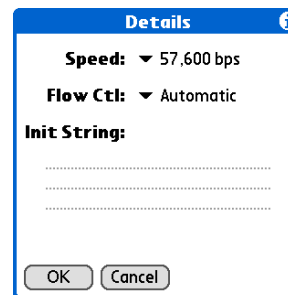 Details
Speed: 57,600 bps
Flow Ctl: Automatic
Init String:
OK Cancel